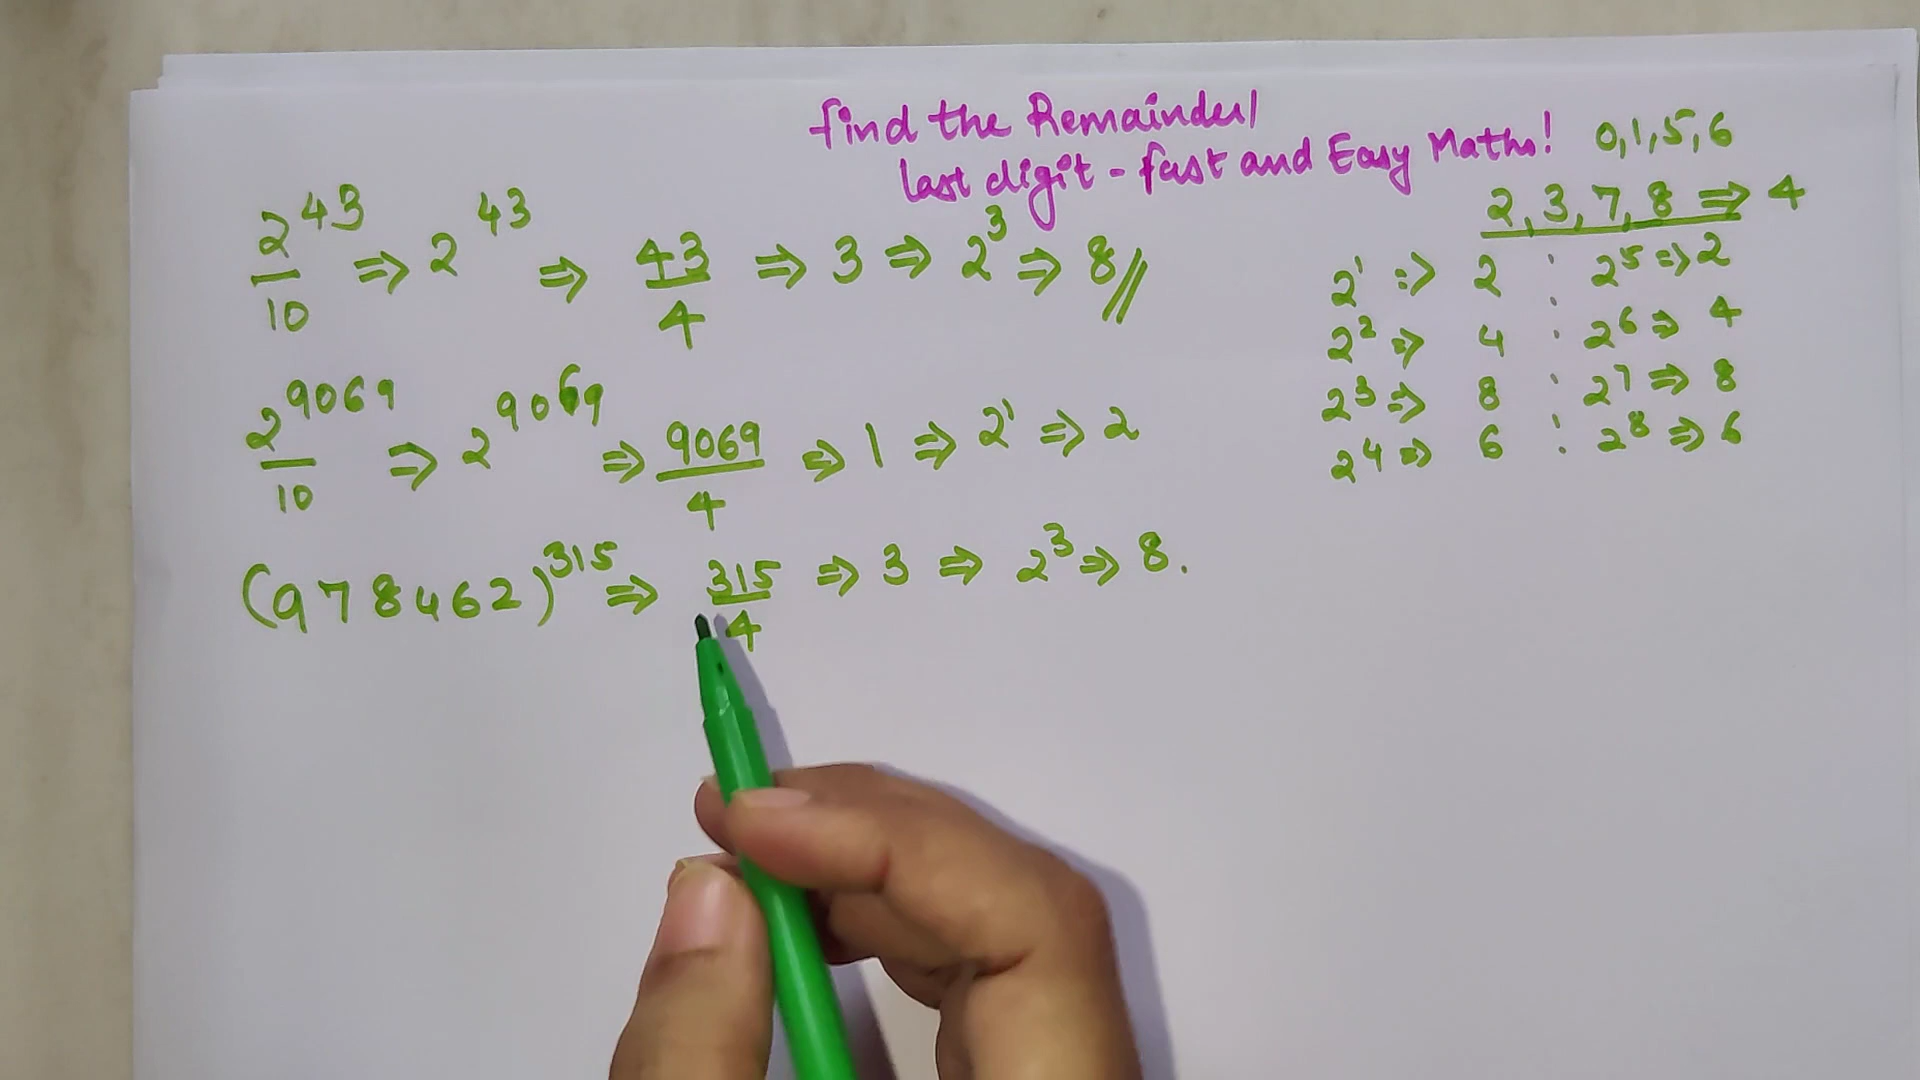 find the Remainder/
last digit - fast and Easy Maths!
0,1,5,6
2,3,7,8 ⇒ 4
2^43/10 ⇒ 2^43 ⇒ 43/4 ⇒ 3 ⇒ 2^3 ⇒ 8//
2^9069/10 ⇒ 2^9069 ⇒ 9069/4 ⇒ 1 ⇒ 2^1 ⇒ 2
(978462)^315 ⇒ 315/4 ⇒ 3 ⇒ 2^3 ⇒ 8.
2^1 ⇒ 2 : 2^5 ⇒ 2
2^2 ⇒ 4 : 2^6 ⇒ 4
2^3 ⇒ 8 : 2^7 ⇒ 8
2^4 ⇒ 6 : 2^8 ⇒ 6